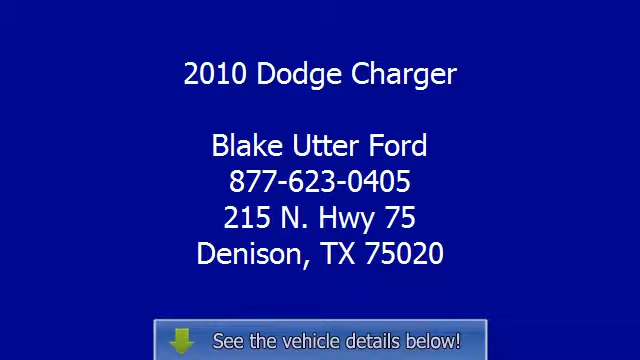 2010 Dodge Charger
Blake Utter Ford
877-623-0405
215 N. Hwy 75
Denison, TX 75020
See the vehicle details below!